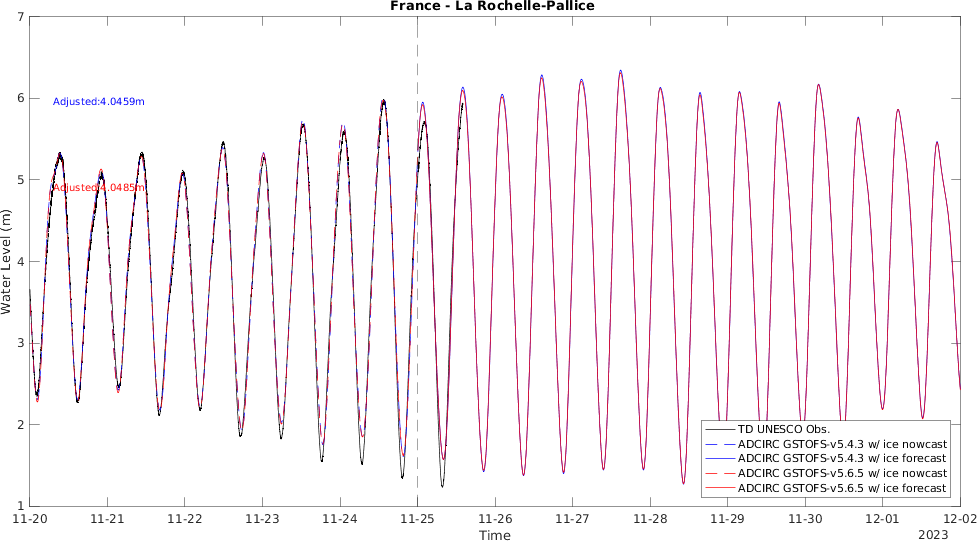 France - La Rochelle-Pallice
7
6
5
4
3
2
1
Water Level (m)
Adjusted:4.0459m
Adjusted:4.0485m
TD UNESCO Obs.
ADCIRC GSTOFS-v5.4.3 w/ ice nowcast
ADCIRC GSTOFS-v5.4.3 w/ ice forecast
ADCIRC GSTOFS-v5.6.5 w/ ice nowcast
ADCIRC GSTOFS-v5.6.5 w/ ice forecast
11-20 11-21 11-22 11-23 11-24 11-25 11-26 11-27 11-28 11-29 11-30 12-01 12-02
Time
2023